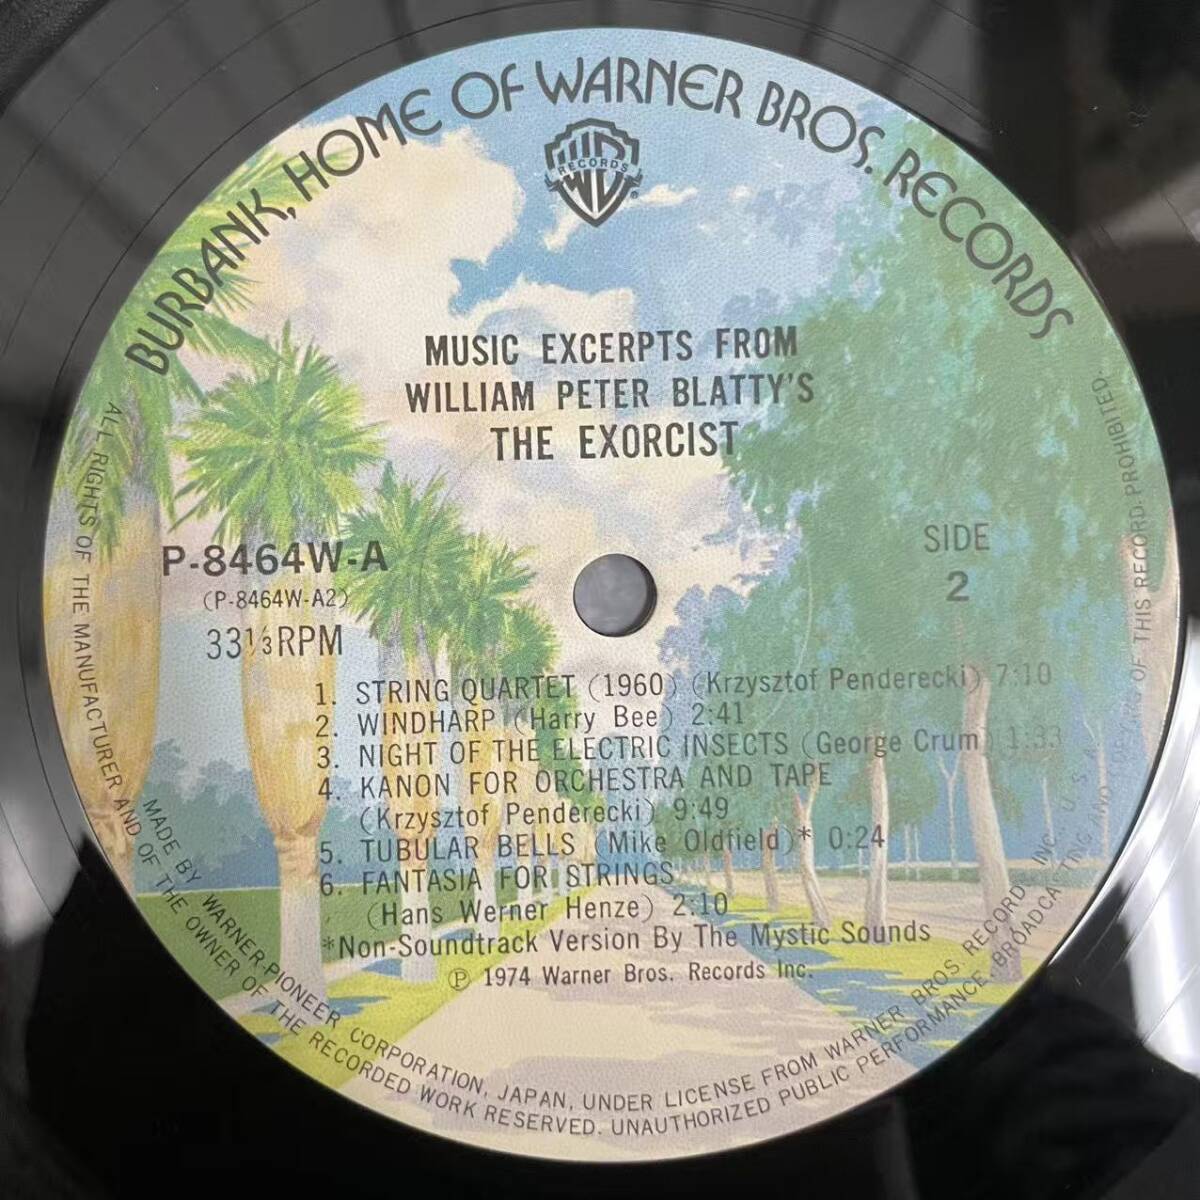 BURBANK, HOME OF WARNER BROS. RECORDS
WB
RECORDS
®
MUSIC EXCERPTS FROM
WILLIAM PETER BLATTY'S
THE EXORCIST
P-8464W-A
(P-8464W-A2)
33 1/3 RPM
SIDE
2
1. STRING QUARTET (1960) (Krzysztof Penderecki) 7:10
2. WINDHARP (Harry Bee) 2:41
3. NIGHT OF THE ELECTRIC INSECTS (George Crum) 1:33
4. KANON FOR ORCHESTRA AND TAPE
(Krzysztof Penderecki) 9:49
5. TUBULAR BELLS (Mike Oldfield)* 0:24
6. FANTASIA FOR STRINGS
(Hans Werner Henze) 2:10
*Non-Soundtrack Version By The Mystic Sounds
Ⓟ 1974 Warner Bros. Records Inc.
MADE BY WARNER-PIONEER CORPORATION, JAPAN, UNDER LICENSE FROM WARNER BROS. RECORDS INC., U.S.
ALL RIGHTS OF THE MANUFACTURER AND OF THE OWNER OF THE RECORDED WORK RESERVED. UNAUTHORIZED PUBLIC PERFORMANCE, BROADCASTING AND COPYING OF THIS RECORD PROHIBITED.